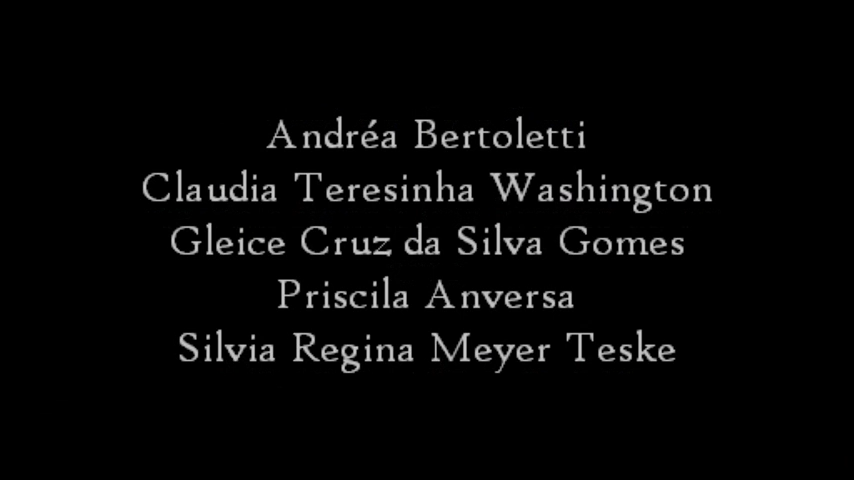 Andréa Bertoletti
Claudia Teresinha Washington
Gleice Cruz da Silva Gomes
Priscila Anversa
Silvia Regina Meyer Teske